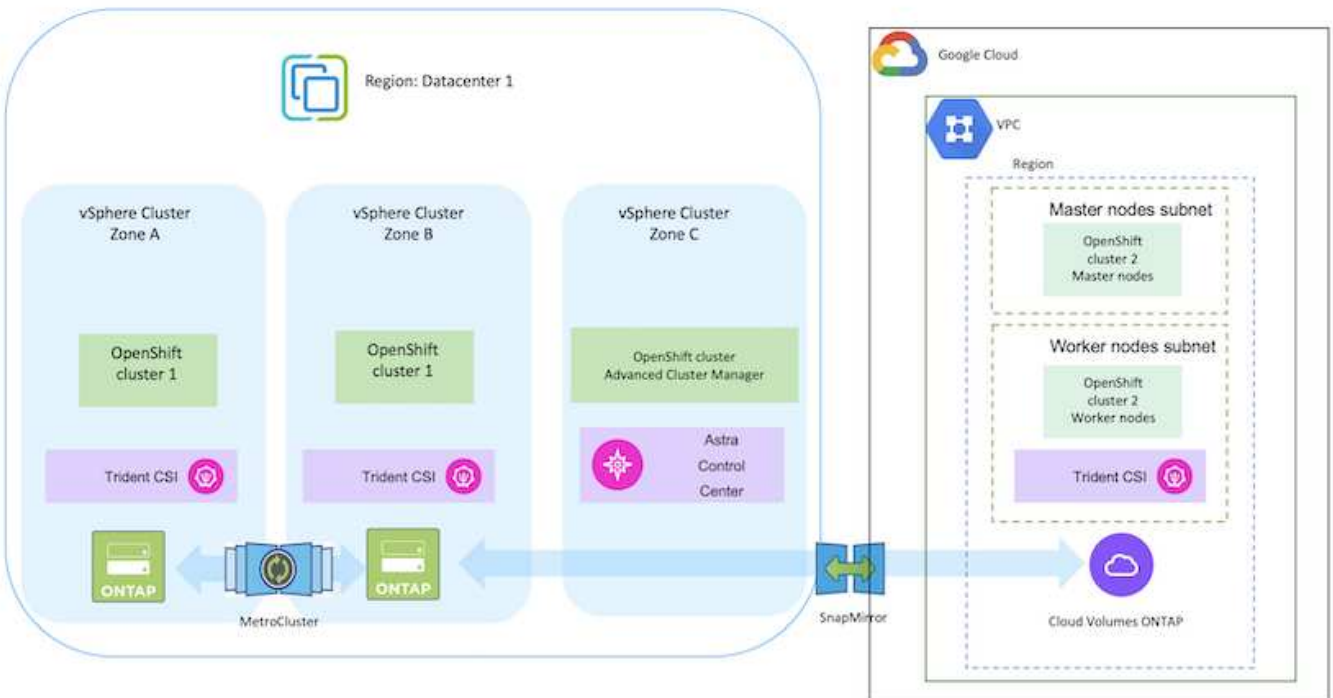 Region: Datacenter 1
vSphere Cluster
Zone A
OpenShift
cluster 1
Trident CSI
ONTAP
MetroCluster
vSphere Cluster
Zone B
OpenShift
cluster 1
Trident CSI
ONTAP
vSphere Cluster
Zone C
OpenShift cluster
Advanced Cluster Manager
Astra
Control
Center
SnapMirror
Google Cloud
VPC
Region
Master nodes subnet
OpenShift
cluster 2
Master nodes
Worker nodes subnet
OpenShift
cluster 2
Worker nodes
Trident CSI
Cloud Volumes ONTAP